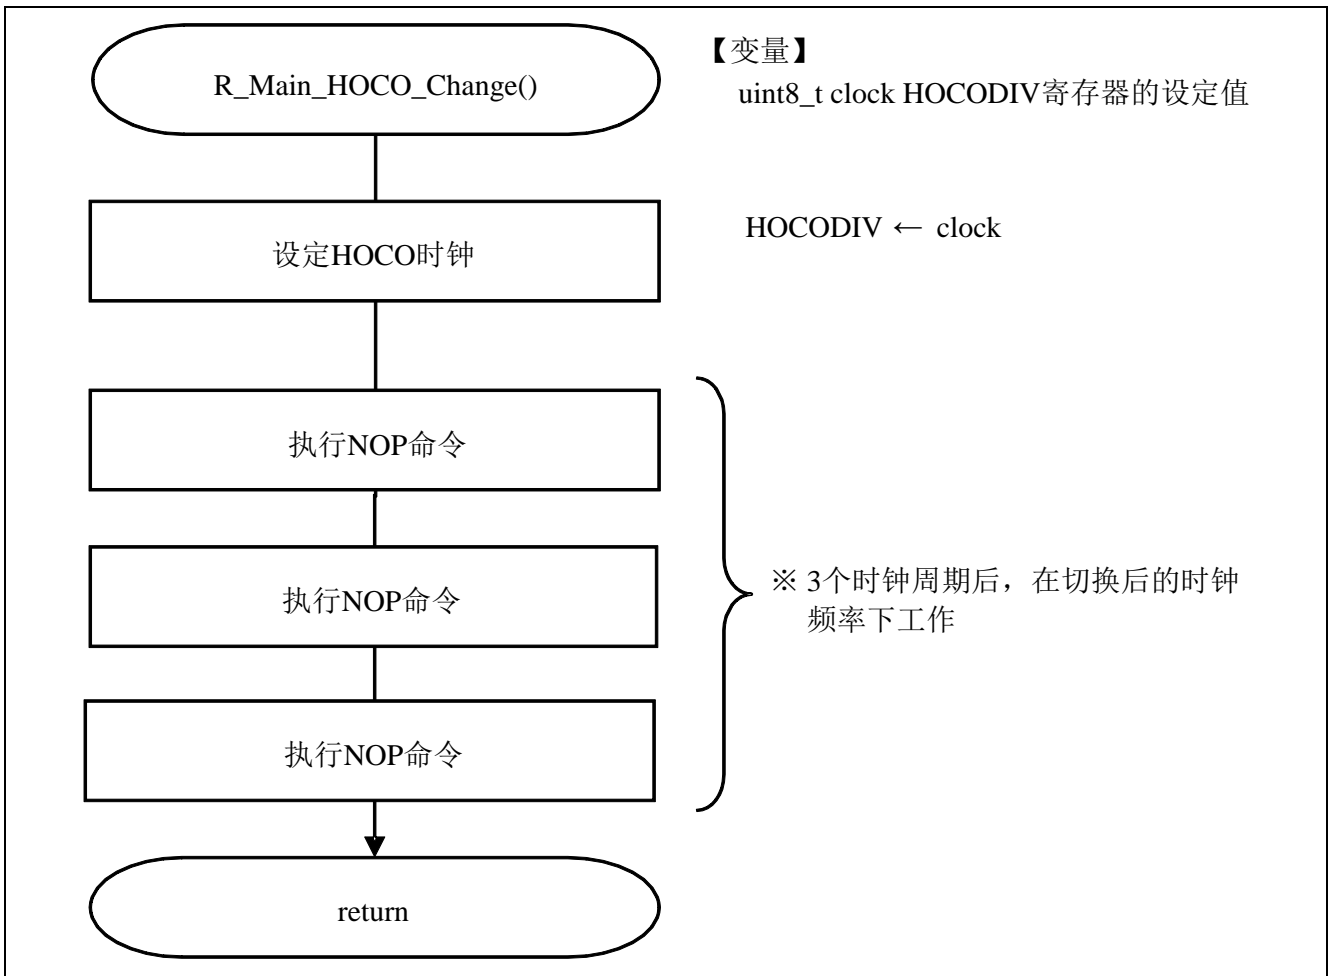 R_Main_HOCO_Change()
【变量】
uint8_t clock HOCODIV寄存器的设定值
设定HOCO时钟
HOCODIV ← clock
执行NOP命令
执行NOP命令
※ 3个时钟周期后，在切换后的时钟
频率下工作
执行NOP命令
return